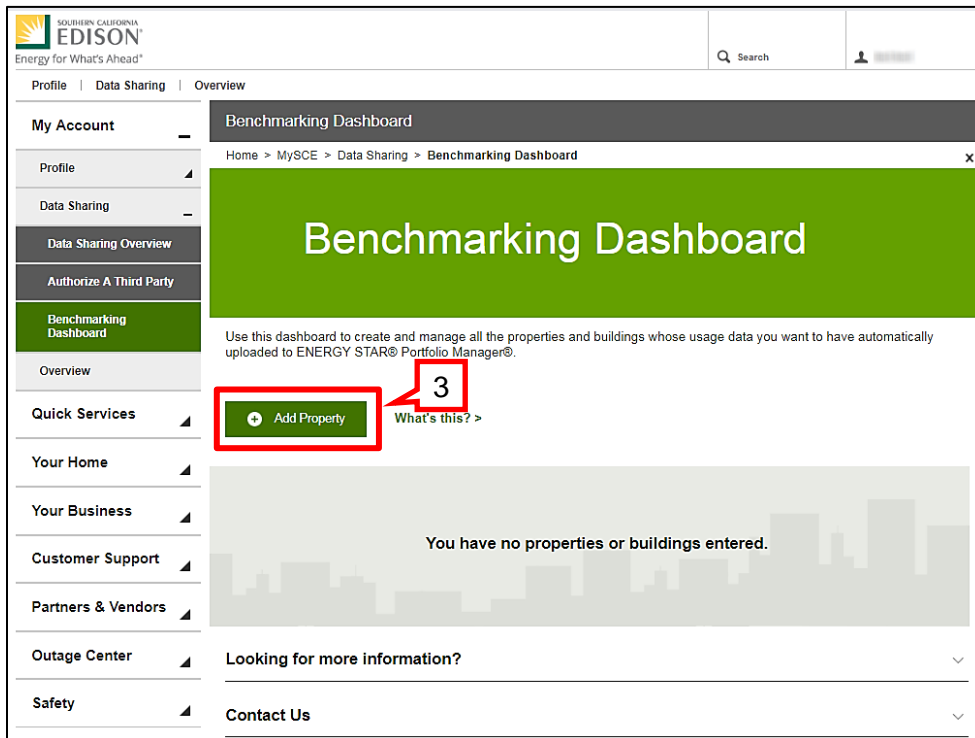 SOUTHERN CALIFORNIA
EDISON®
Energy for What's Ahead®
Search
Profile | Data Sharing | Overview
My Account
Profile
Data Sharing
Data Sharing Overview
Authorize A Third Party
Benchmarking
Dashboard
Overview
Quick Services
Your Home
Your Business
Customer Support
Partners & Vendors
Outage Center
Safety
Benchmarking Dashboard
Home > MySCE > Data Sharing > Benchmarking Dashboard
x
Benchmarking Dashboard
Use this dashboard to create and manage all the properties and buildings whose usage data you want to have automatically
uploaded to ENERGY STAR® Portfolio Manager®.
3
Add Property
What's this? >
You have no properties or buildings entered.
Looking for more information?
Contact Us